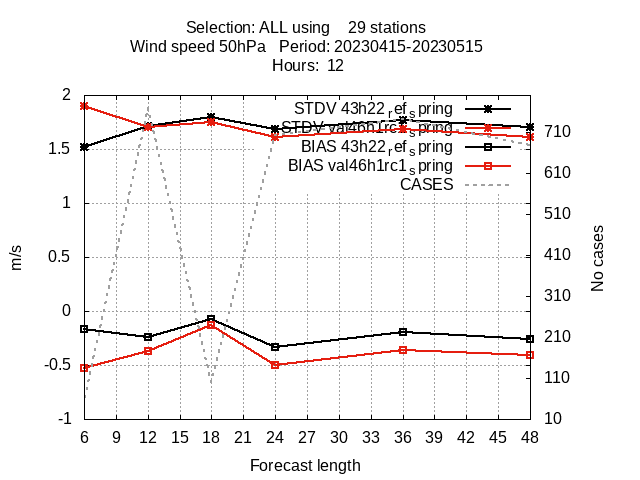 Selection: ALL using 29 stations
Wind speed 50hPa Period: 20230415-20230515
Hours: 12
2
1.5
1
0.5
0
-0.5
-1
m/s
STDV 43h22_ref_spring
STDV val46h1rc1_spring
BIAS 43h22_ref_spring
BIAS val46h1rc1_spring
CASES
710
610
510
410
310
210
110
10
No cases
6 9 12 15 18 21 24 27 30 33 36 39 42 45 48
Forecast length